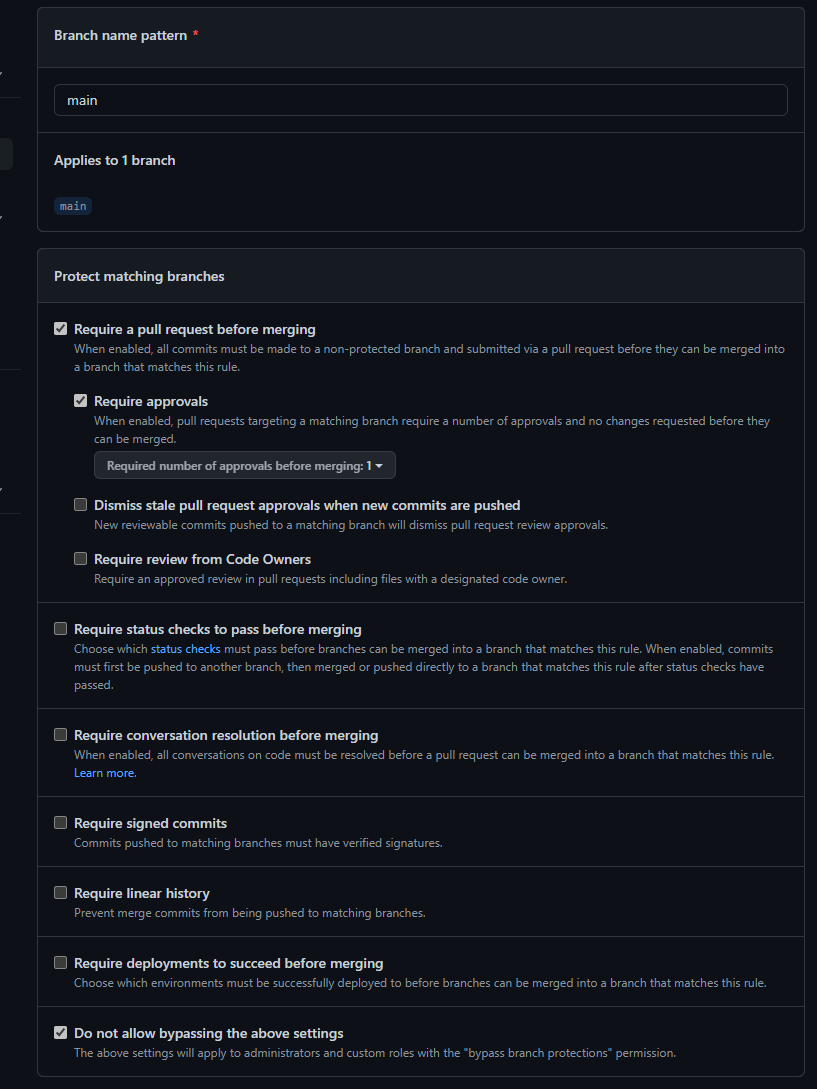 Branch name pattern *
main
Applies to 1 branch
main
Protect matching branches
Require a pull request before merging
When enabled, all commits must be made to a non-protected branch and submitted via a pull request before they can be merged into
a branch that matches this rule.
Require approvals
When enabled, pull requests targeting a matching branch require a number of approvals and no changes requested before they
can be merged.
Required number of approvals before merging: 1
Dismiss stale pull request approvals when new commits are pushed
New reviewable commits pushed to a matching branch will dismiss pull request review approvals.
Require review from Code Owners
Require an approved review in pull requests including files with a designated code owner.
Require status checks to pass before merging
Choose which status checks must pass before branches can be merged into a branch that matches this rule. When enabled, commits
must first be pushed to another branch, then merged or pushed directly to a branch that matches this rule after status checks have
passed.
Require conversation resolution before merging
When enabled, all conversations on code must be resolved before a pull request can be merged into a branch that matches this rule.
Learn more.
Require signed commits
Commits pushed to matching branches must have verified signatures.
Require linear history
Prevent merge commits from being pushed to matching branches.
Require deployments to succeed before merging
Choose which environments must be successfully deployed to before branches can be merged into a branch that matches this rule.
Do not allow bypassing the above settings
The above settings will apply to administrators and custom roles with the "bypass branch protections" permission.